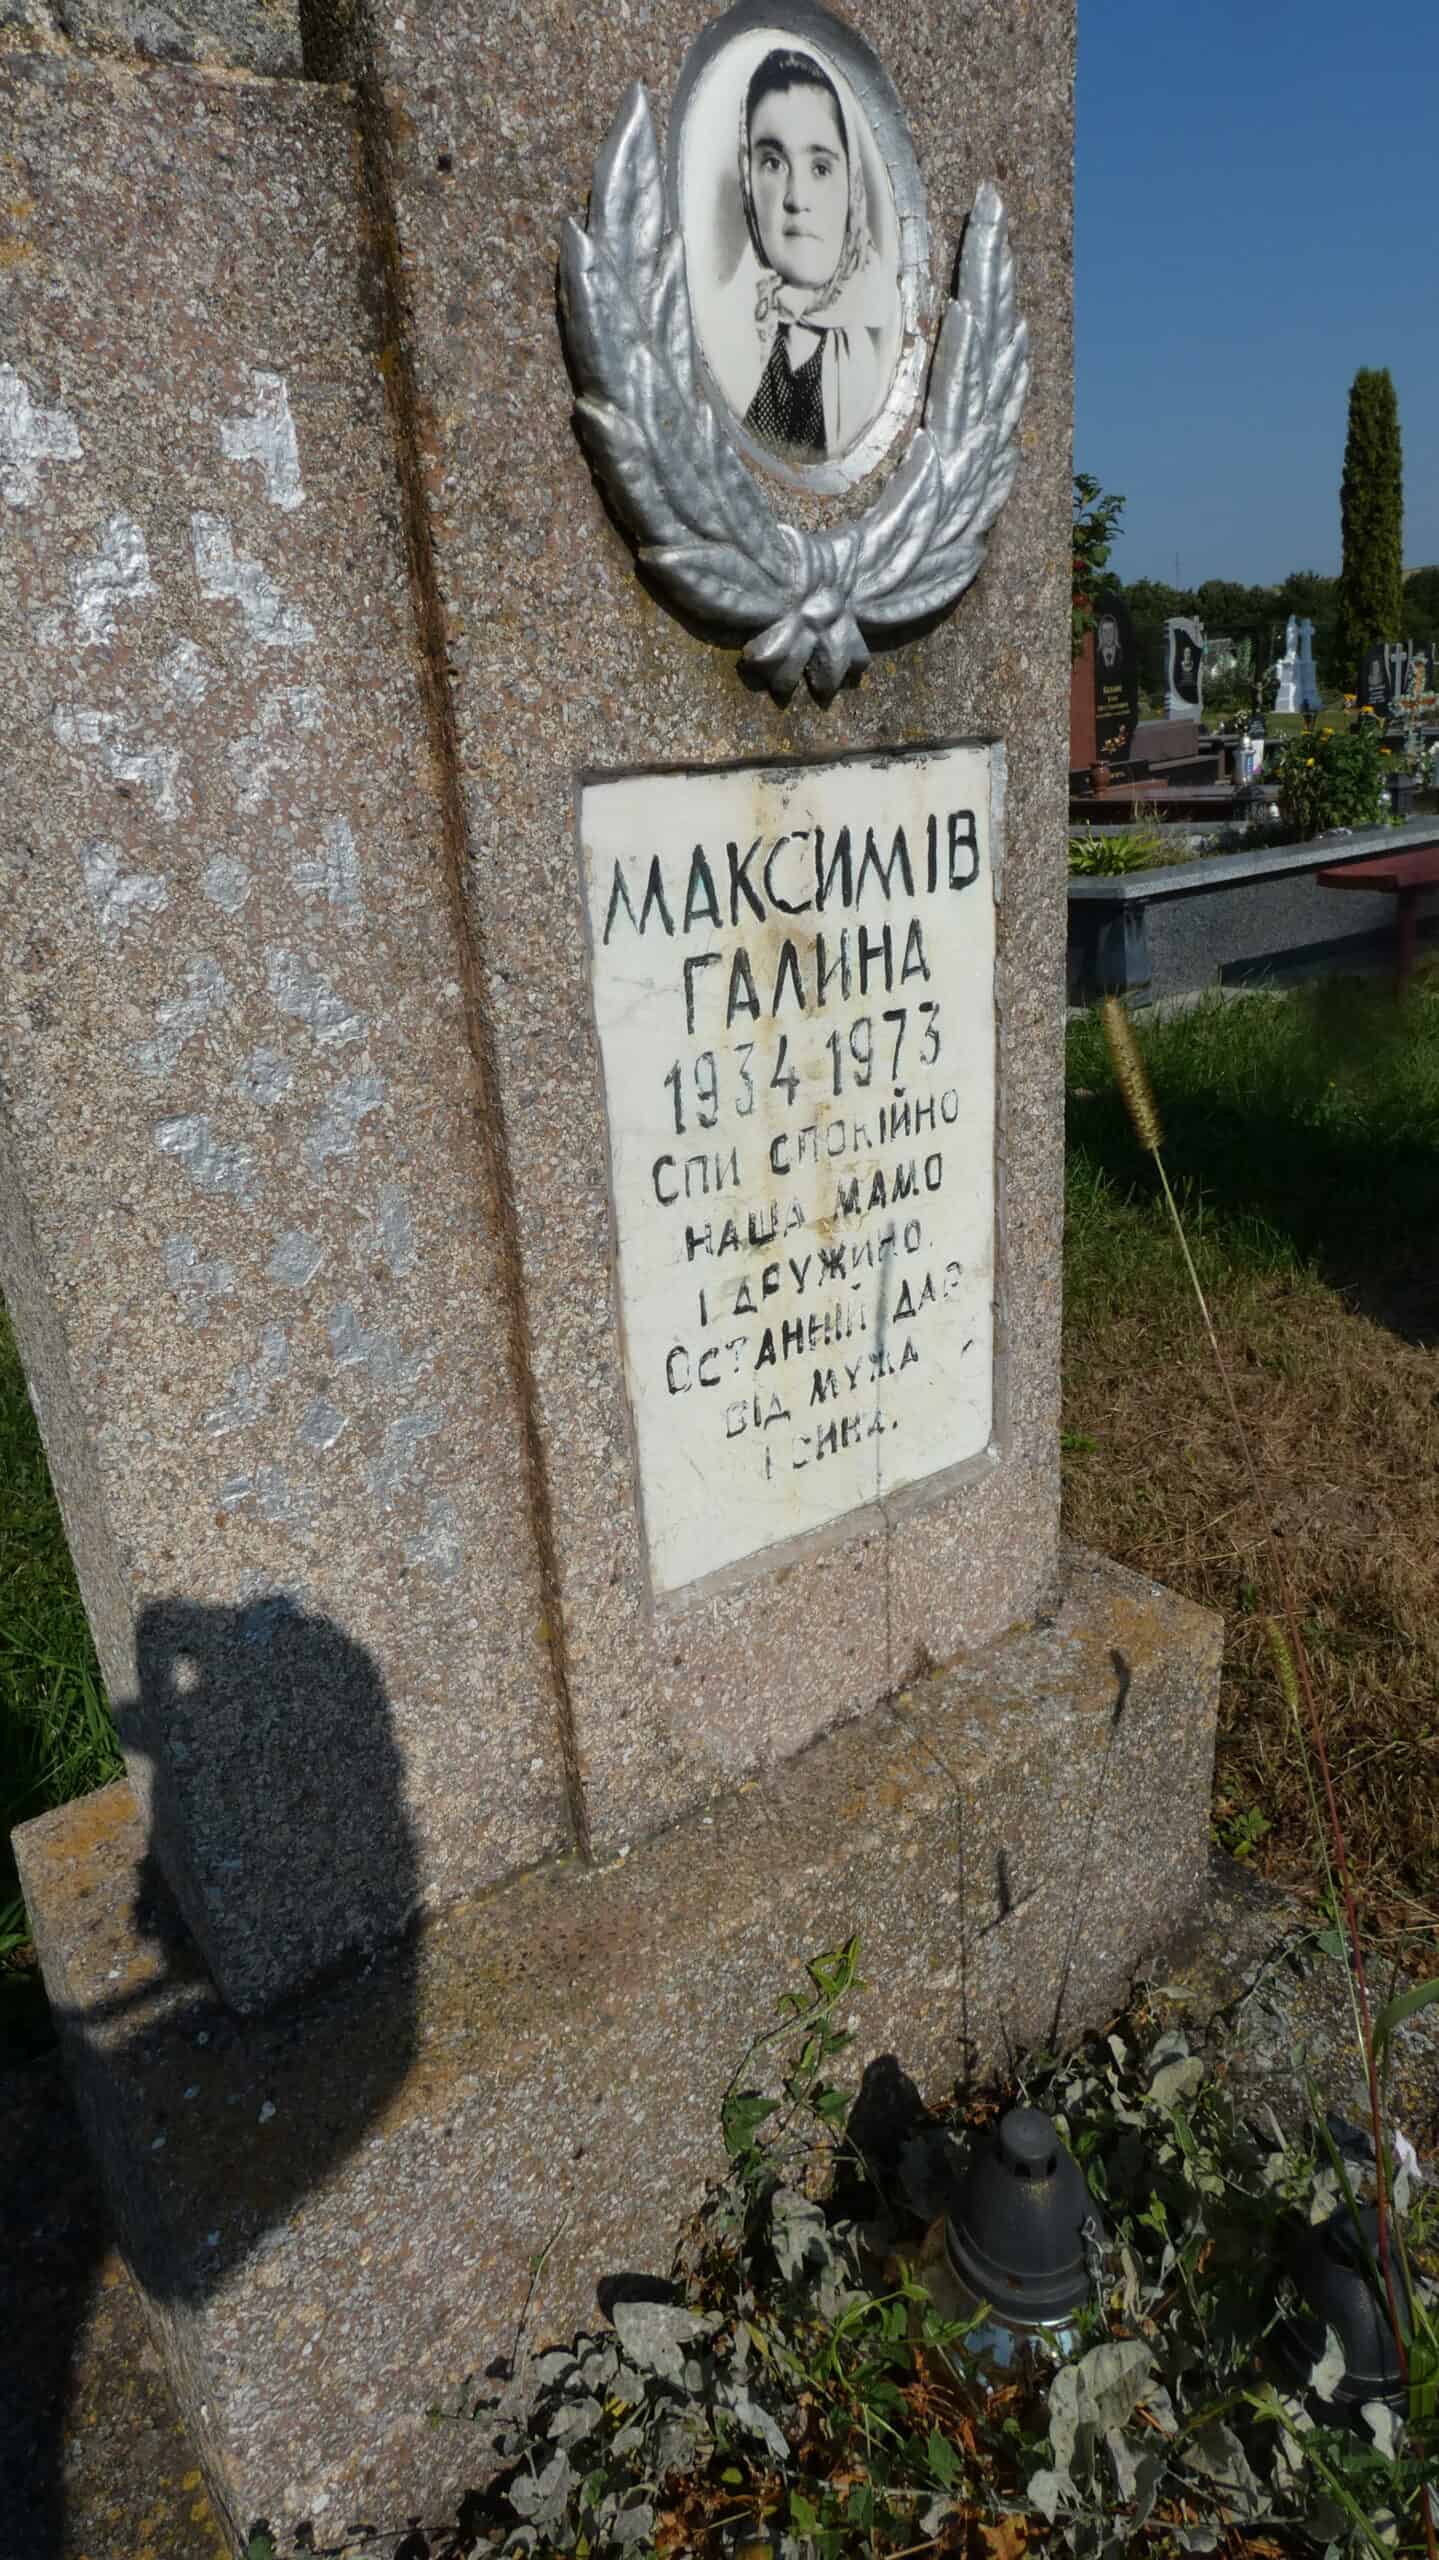 МАКСИМІВ
ГАЛИНА
1934 1973
СПИ СПОКІЙНО
НАША МАМО
І ДРУЖИНО.
ОСТАННІЙ ДАР
ВІД МУЖА
І СИНА.